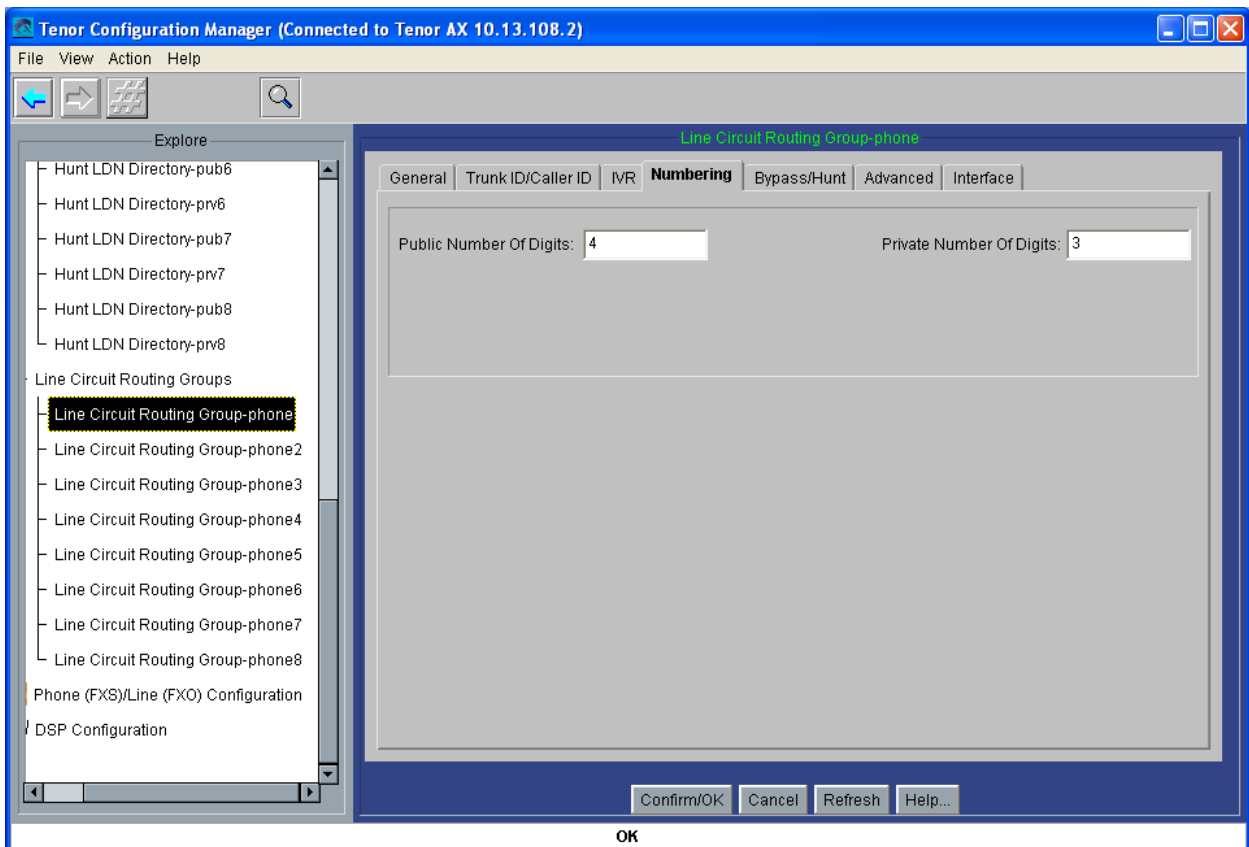 Tenor Configuration Manager (Connected to Tenor AX 10.13.108.2)
File View Action Help
Explore
Hunt LDN Directory-pub6
Hunt LDN Directory-prv6
Hunt LDN Directory-pub7
Hunt LDN Directory-prv7
Hunt LDN Directory-pub8
Hunt LDN Directory-prv8
Line Circuit Routing Groups
Line Circuit Routing Group-phone
Line Circuit Routing Group-phone2
Line Circuit Routing Group-phone3
Line Circuit Routing Group-phone4
Line Circuit Routing Group-phone5
Line Circuit Routing Group-phone6
Line Circuit Routing Group-phone7
Line Circuit Routing Group-phone8
Phone (FXS)/Line (FXO) Configuration
DSP Configuration
Line Circuit Routing Group-phone
General Trunk ID/Caller ID IVR Numbering Bypass/Hunt Advanced Interface
Public Number Of Digits: 4 Private Number Of Digits: 3
Confirm/OK Cancel Refresh Help...
OK